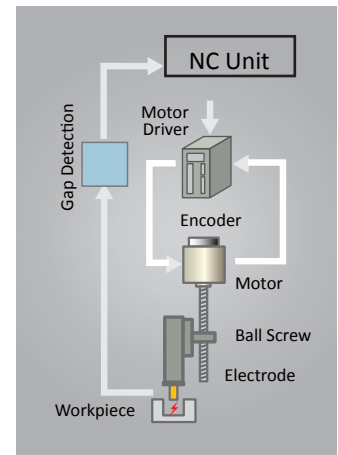 NC Unit
Motor
Driver
Gap Detection
Encoder
Motor
Ball Screw
Electrode
Workpiece